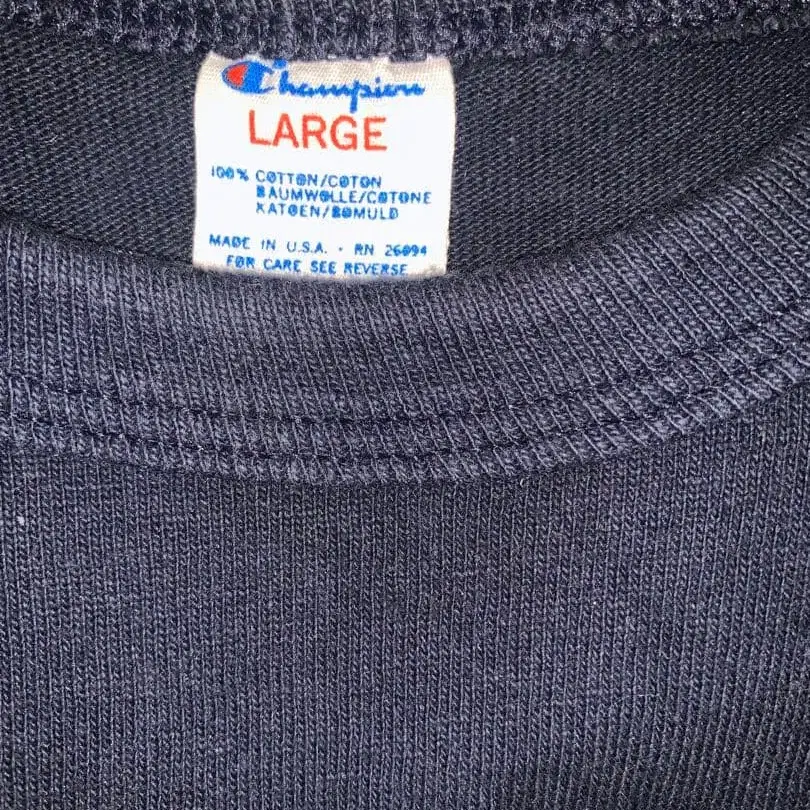 Champion
LARGE
100% COTTON/COTON
BAUMWOLLE/COTONE
KATOEN/BOMULD
MADE IN U.S.A. · RN 26094
FOR CARE SEE REVERSE